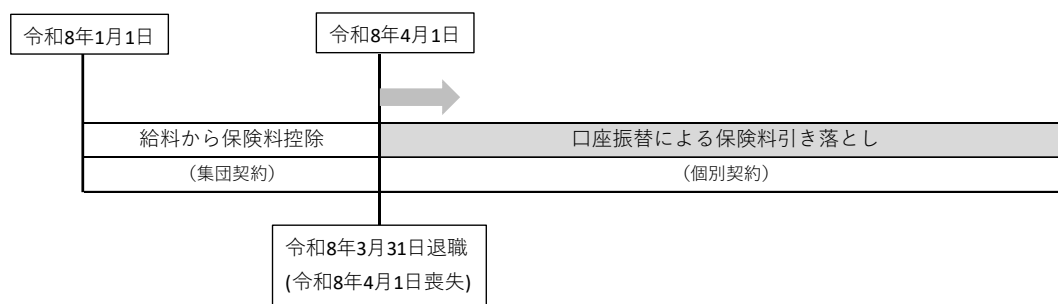 令和8年1月1日
令和8年4月1日
給料から保険料控除
口座振替による保険料引き落とし
（集団契約）
（個別契約）
令和8年3月31日退職
(令和8年4月1日喪失)